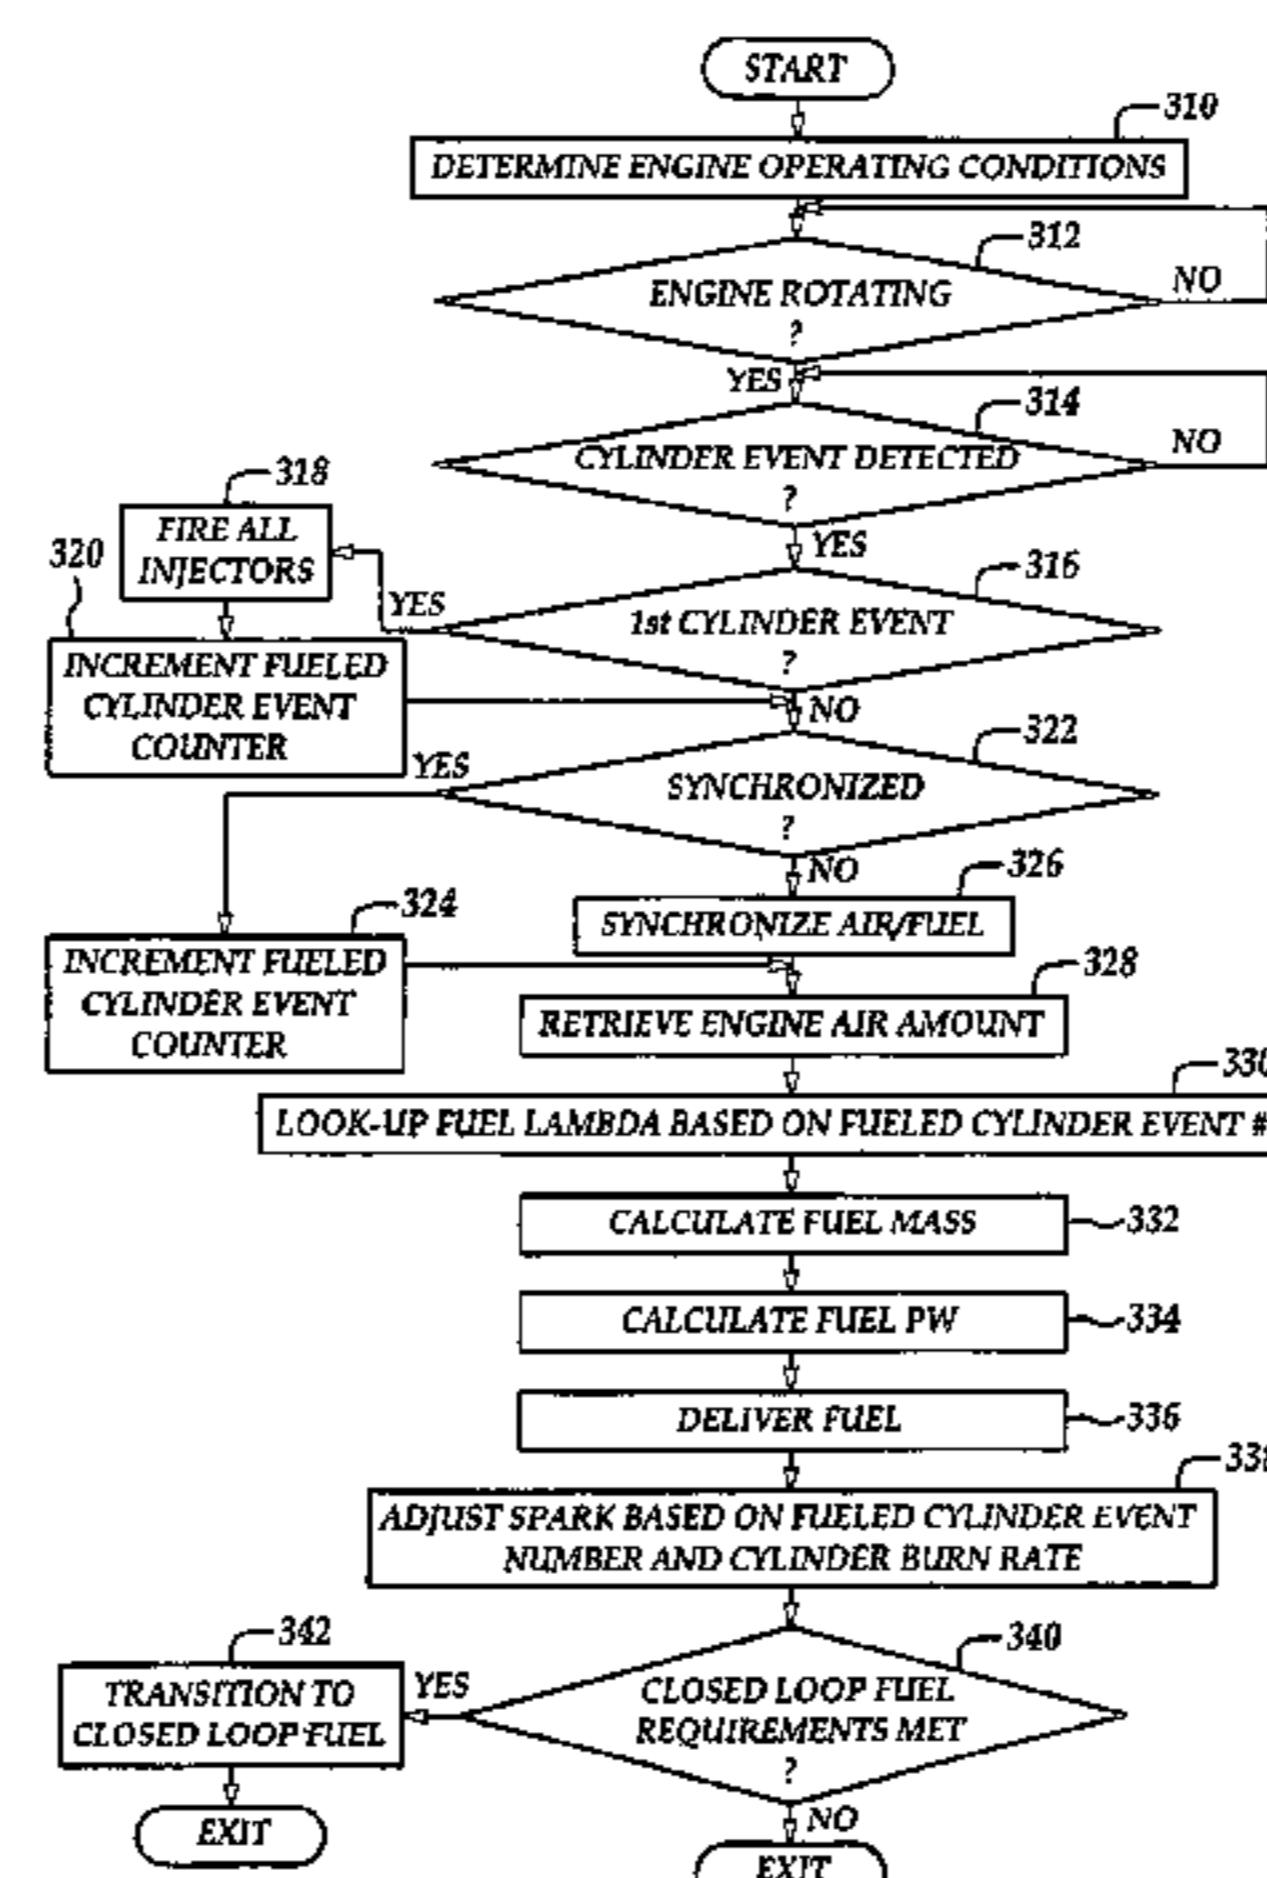 START
310
DETERMINE ENGINE OPERATING CONDITIONS
312
ENGINE ROTATING
?
NO
YES
314
CYLINDER EVENT DETECTED
?
NO
YES
318
FIRE ALL
INJECTORS
316
1st CYLINDER EVENT
?
YES
NO
320
INCREMENT FUELED
CYLINDER EVENT
COUNTER
322
SYNCHRONIZED
?
YES
NO
324
INCREMENT FUELED
CYLINDER EVENT
COUNTER
326
SYNCHRONIZE AIR/FUEL
328
RETRIEVE ENGINE AIR AMOUNT
330
LOOK-UP FUEL LAMBDA BASED ON FUELED CYLINDER EVENT #
CALCULATE FUEL MASS
332
CALCULATE FUEL PW
334
DELIVER FUEL
336
338
ADJUST SPARK BASED ON FUELED CYLINDER EVENT
NUMBER AND CYLINDER BURN RATE
340
CLOSED LOOP FUEL
REQUIREMENTS MET
?
YES
342
TRANSITION TO
CLOSED LOOP FUEL
EXIT
NO
EXIT